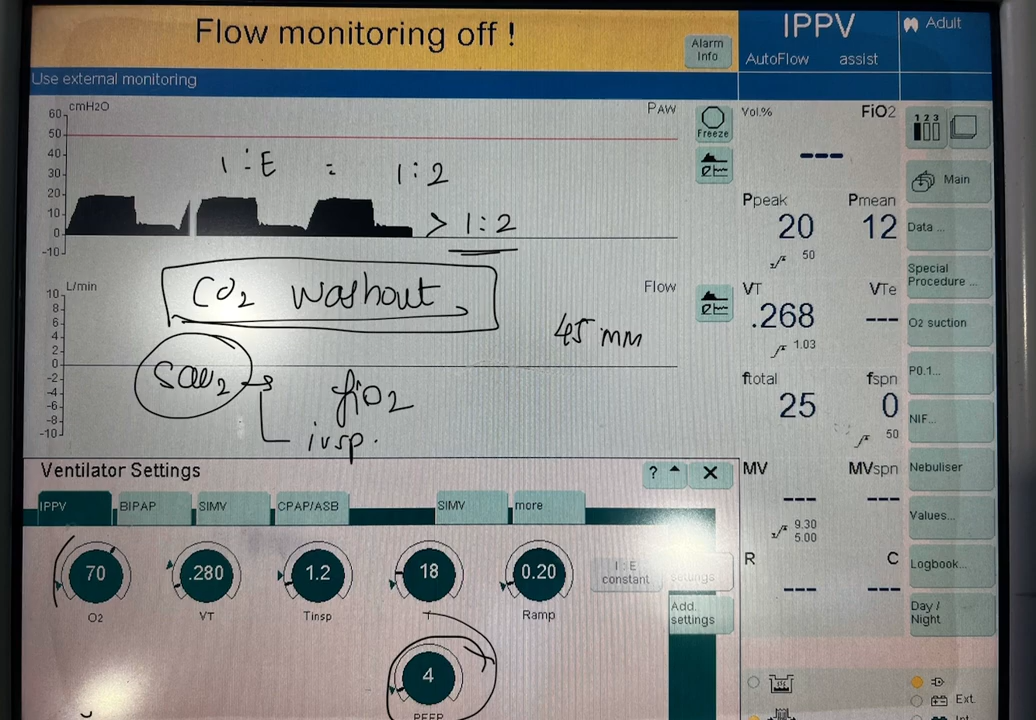 Flow monitoring off !
Alarm Info
IPPV
AutoFlow assist
Adult
Use external monitoring
cmH2O
Paw
60
50
40
30
20
10
0
-10
Freeze
I : E = 1 : 2
> 1 : 2
CO2 washout
L/min
Flow
10
8
6
4
2
0
-2
-4
-6
-8
-10
45 mm
SaO2
fiO2
insp.
Vol.%
FiO2
---
Ppeak
Pmean
20
12
50
VT
VTe
.268
---
1.03
ftotal
fspn
25
0
50
MV
MVspn
---
---
9.30
5.00
R
C
---
---
1 2 3
Main
Data ...
Special Procedure ...
O2 suction
P0.1...
NIF...
Nebuliser
Values...
Logbook...
Day / Night
Ext.
Int.
Ventilator Settings
?
X
IPPV
BIPAP
SIMV
CPAP/ASB
SIMV
more
70
.280
1.2
18
0.20
O2
VT
Tinsp
f
Ramp
I : E constant
settings
Add. settings
4
PEEP